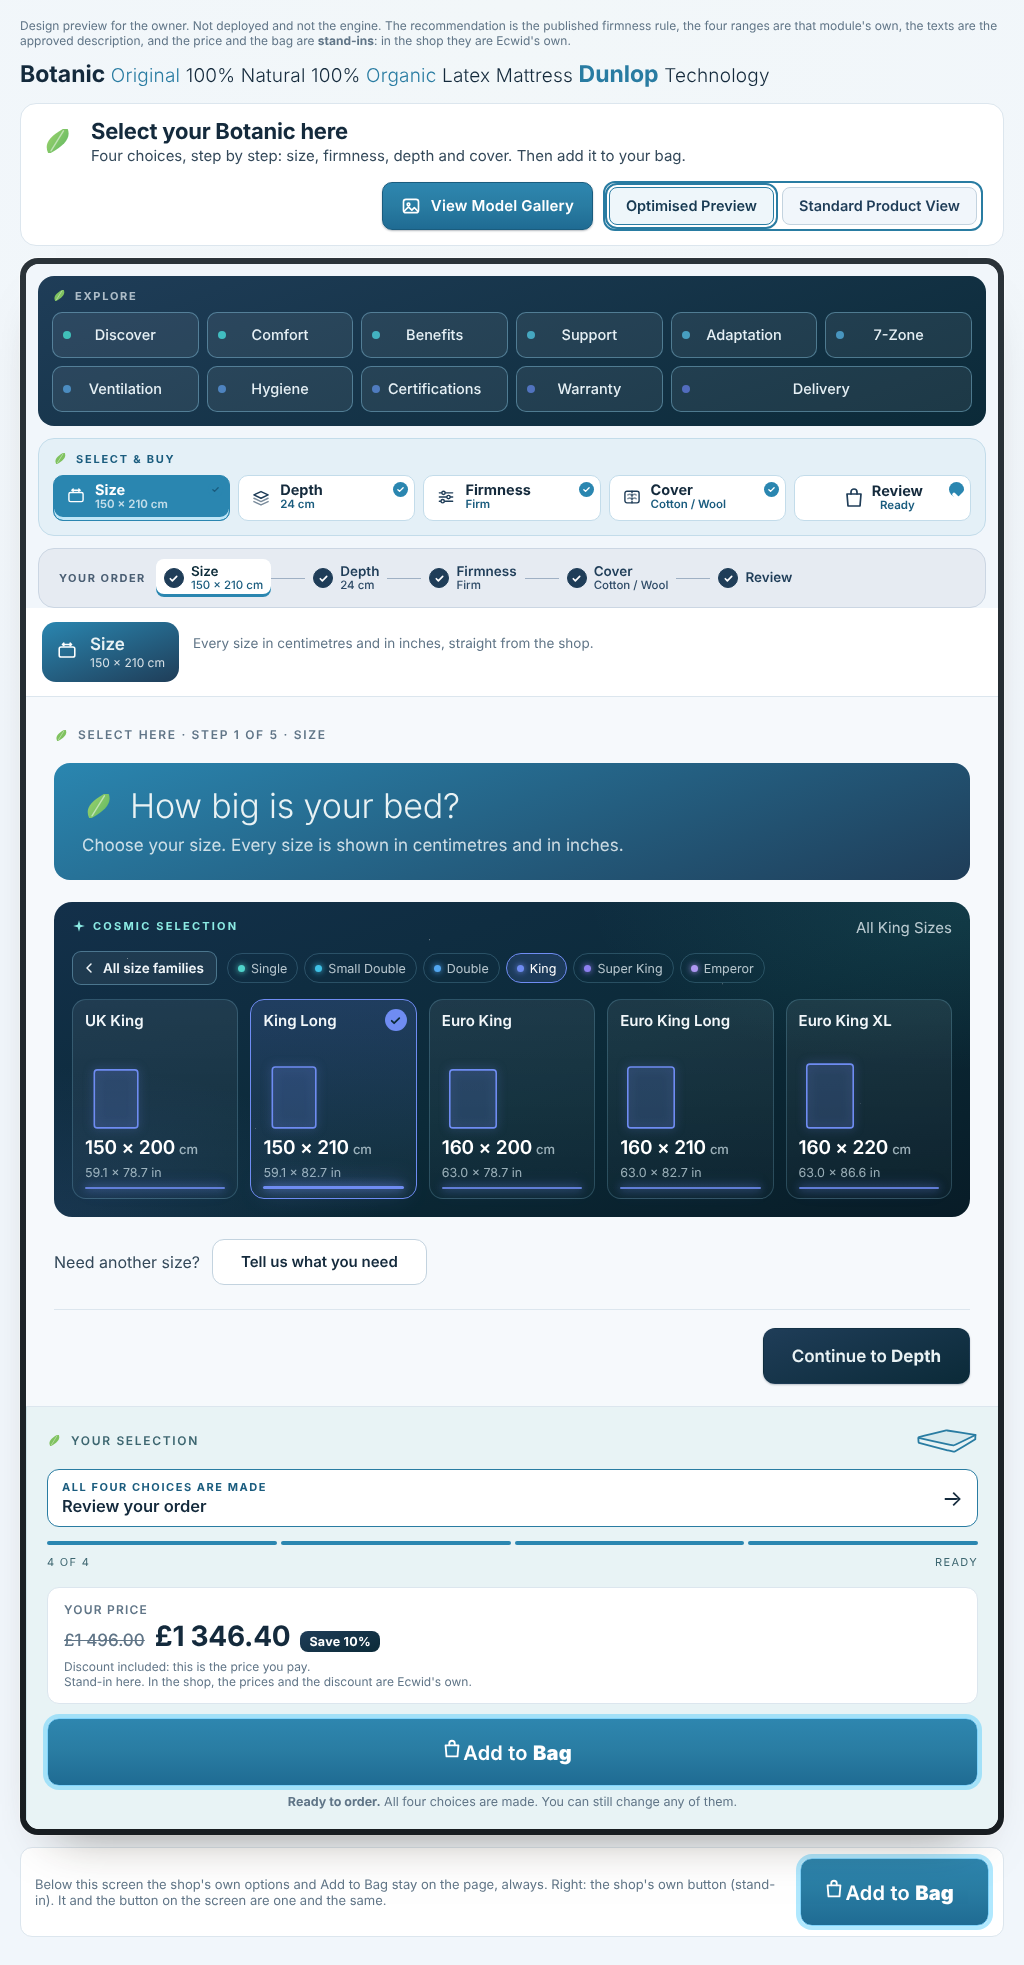 Design preview for the owner. Not deployed and not the engine. The recommendation is the published firmness rule, the four ranges are that module's own, the texts are the
approved description, and the price and the bag are stand-ins: in the shop they are Ecwid's own.
Botanic Original 100% Natural 100% Organic Latex Mattress Dunlop Technology
Select your Botanic here
Four choices, step by step: size, firmness, depth and cover. Then add it to your bag.
View Model Gallery
Optimised Preview
Standard Product View
EXPLORE
Discover
Comfort
Benefits
Support
Adaptation
7-Zone
Ventilation
Hygiene
Certifications
Warranty
Delivery
SELECT & BUY
Size
150 × 210 cm
Depth
24 cm
Firmness
Firm
Cover
Cotton / Wool
Review
Ready
YOUR ORDER
Size
150 × 210 cm
Depth
24 cm
Firmness
Firm
Cover
Cotton / Wool
Review
Size
150 × 210 cm
Every size in centimetres and in inches, straight from the shop.
SELECT HERE · STEP 1 OF 5 · SIZE
How big is your bed?
Choose your size. Every size is shown in centimetres and in inches.
COSMIC SELECTION
All King Sizes
All size families
Single
Small Double
Double
King
Super King
Emperor
UK King
150 × 200 cm
59.1 × 78.7 in
King Long
150 × 210 cm
59.1 × 82.7 in
Euro King
160 × 200 cm
63.0 × 78.7 in
Euro King Long
160 × 210 cm
63.0 × 82.7 in
Euro King XL
160 × 220 cm
63.0 × 86.6 in
Need another size?
Tell us what you need
Continue to Depth
YOUR SELECTION
ALL FOUR CHOICES ARE MADE
Review your order
4 OF 4
READY
YOUR PRICE
£1 496.00 £1 346.40 Save 10%
Discount included: this is the price you pay.
Stand-in here. In the shop, the prices and the discount are Ecwid's own.
Add to Bag
Ready to order. All four choices are made. You can still change any of them.
Below this screen the shop's own options and Add to Bag stay on the page, always. Right: the shop's own button (stand-
in). It and the button on the screen are one and the same.
Add to Bag